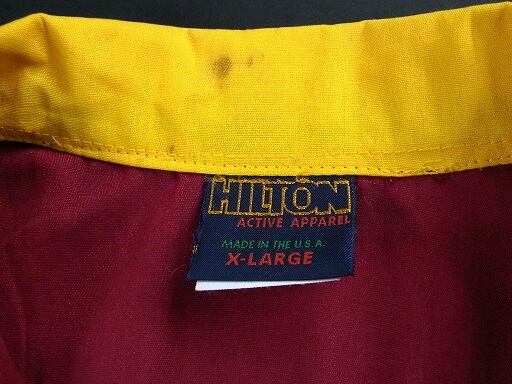 HILTON
ACTIVE APPAREL
MADE IN THE U.S.A.
X-LARGE